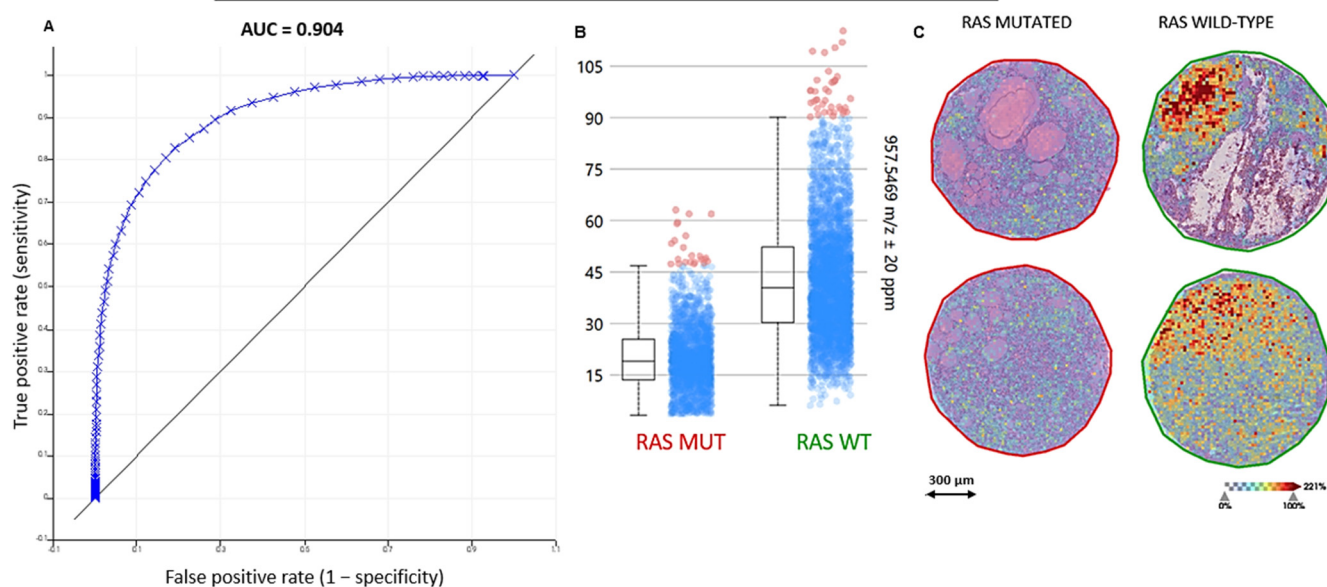 A
AUC = 0.904
True positive rate (sensitivity)
1
0.9
0.8
0.7
0.6
0.5
0.4
0.3
0.2
0.1
0
-0.1
-0.1
0.1
0.3
0.5
0.7
0.9
1.1
False positive rate (1 – specificity)
B
105
90
75
60
45
30
15
RAS MUT
RAS WT
957.5469 m/z ± 20 ppm
C
RAS MUTATED
RAS WILD-TYPE
300 µm
221%
0%
100%